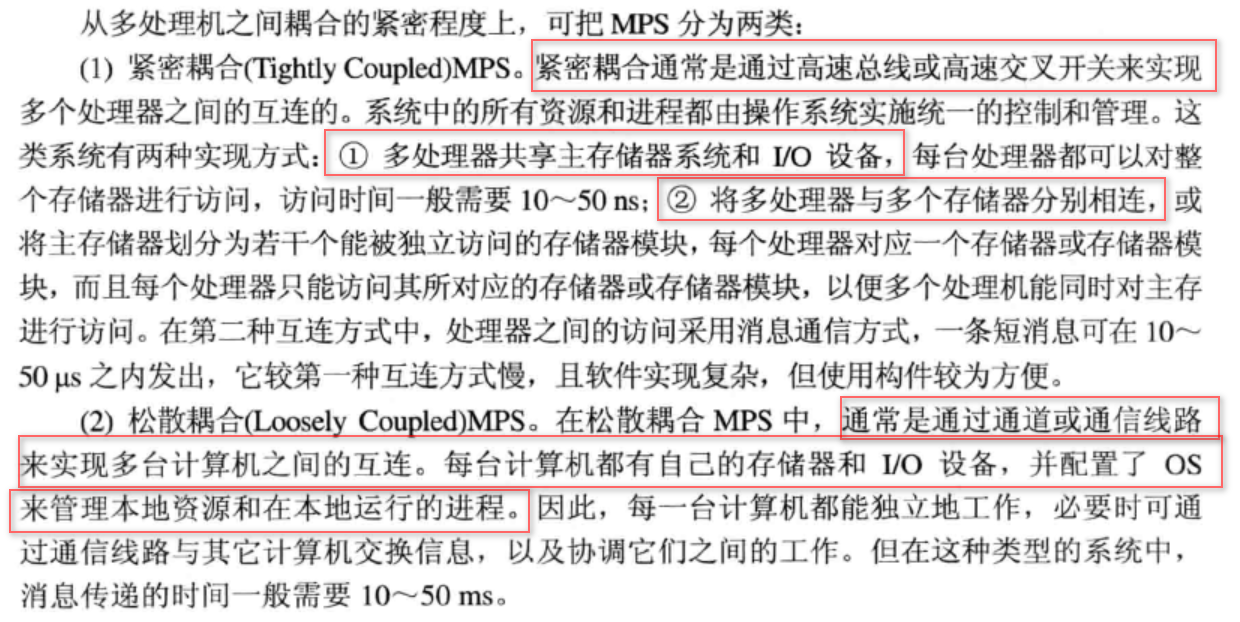 从多处理机之间耦合的紧密程度上，可把 MPS 分为两类：
(1) 紧密耦合(Tightly Coupled)MPS。紧密耦合通常是通过高速总线或高速交叉开关来实现
多个处理器之间的互连的。系统中的所有资源和进程都由操作系统实施统一的控制和管理。这
类系统有两种实现方式：① 多处理器共享主存储器系统和 I/O 设备，每台处理器都可以对整
个存储器进行访问，访问时间一般需要 10～50 ns；② 将多处理器与多个存储器分别相连，或
将主存储器划分为若干个能被独立访问的存储器模块，每个处理器对应一个存储器或存储器模
块，而且每个处理器只能访问其所对应的存储器或存储器模块，以便多个处理机能同时对主存
进行访问。在第二种互连方式中，处理器之间的访问采用消息通信方式，一条短消息可在 10～
50 μs 之内发出，它较第一种互连方式慢，且软件实现复杂，但使用构件较为方便。
(2) 松散耦合(Loosely Coupled)MPS。在松散耦合 MPS 中，通常是通过通道或通信线路
来实现多台计算机之间的互连。每台计算机都有自己的存储器和 I/O 设备，并配置了 OS
来管理本地资源和在本地运行的进程。因此，每一台计算机都能独立地工作，必要时可通
过通信线路与其它计算机交换信息，以及协调它们之间的工作。但在这种类型的系统中，
消息传递的时间一般需要 10～50 ms。